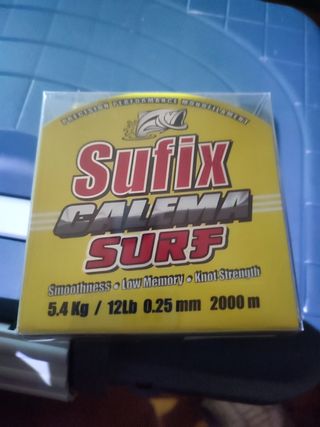 PRECISION PERFORMANCE MONOFILAMENT
Sufix
CALEMA
SURF
Smoothness • Low Memory • Knot Strength
5.4 Kg / 12Lb 0.25 mm 2000 m